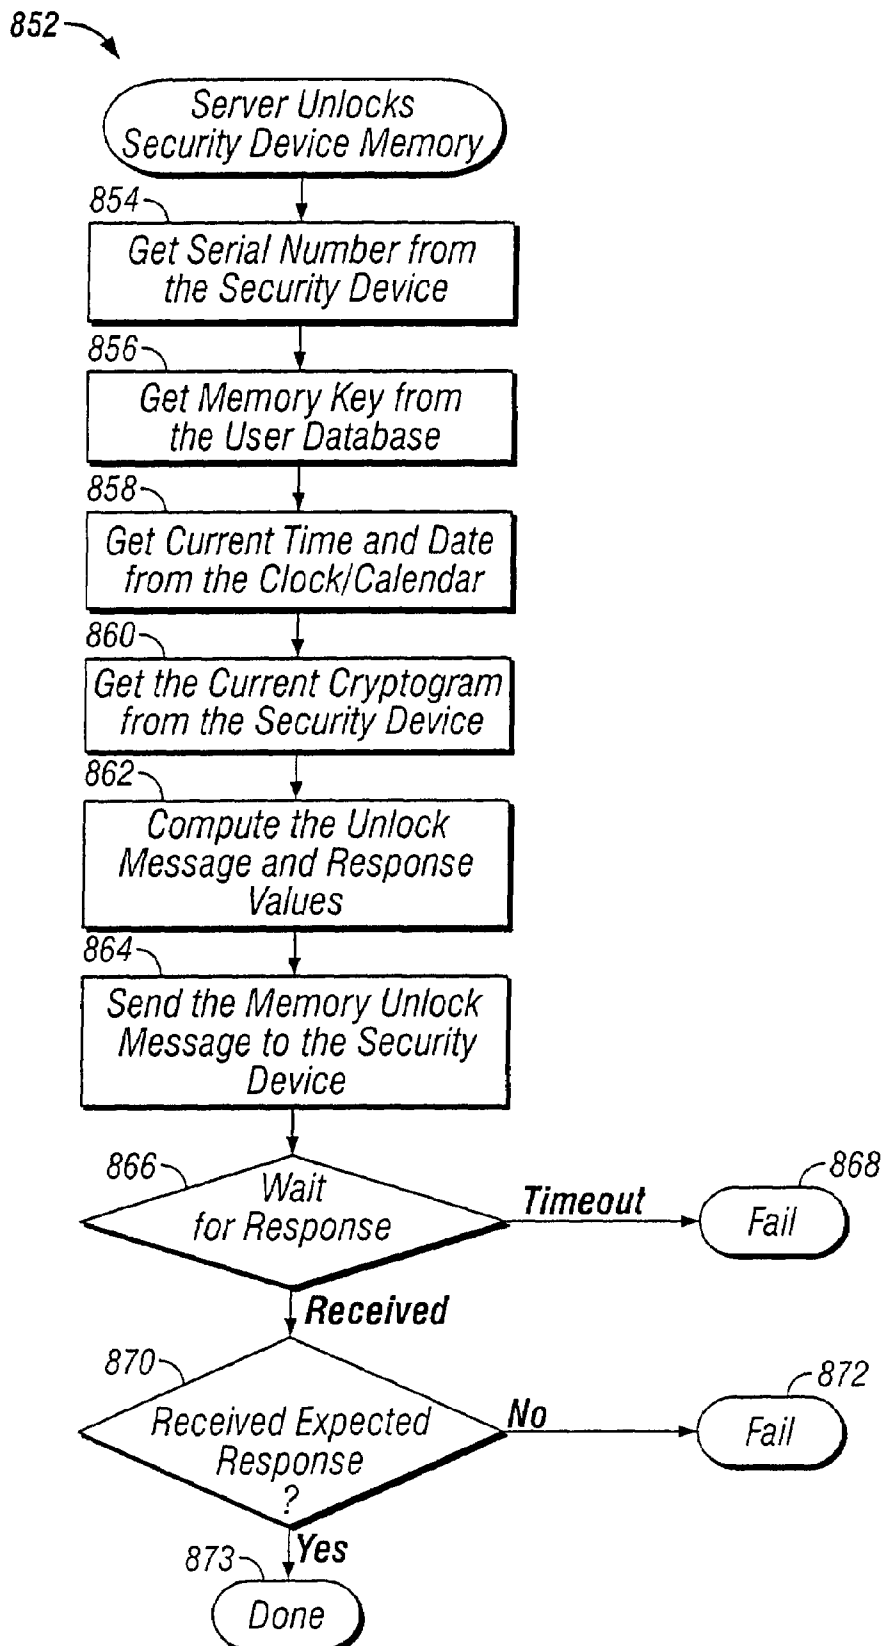 852
Server Unlocks
Security Device Memory
854
Get Serial Number from
the Security Device
856
Get Memory Key from
the User Database
858
Get Current Time and Date
from the Clock/Calendar
860
Get the Current Cryptogram
from the Security Device
862
Compute the Unlock
Message and Response
Values
864
Send the Memory Unlock
Message to the Security
Device
866
Wait
for Response
Timeout
868
Fail
Received
870
Received Expected
Response
?
No
872
Fail
Yes
873
Done